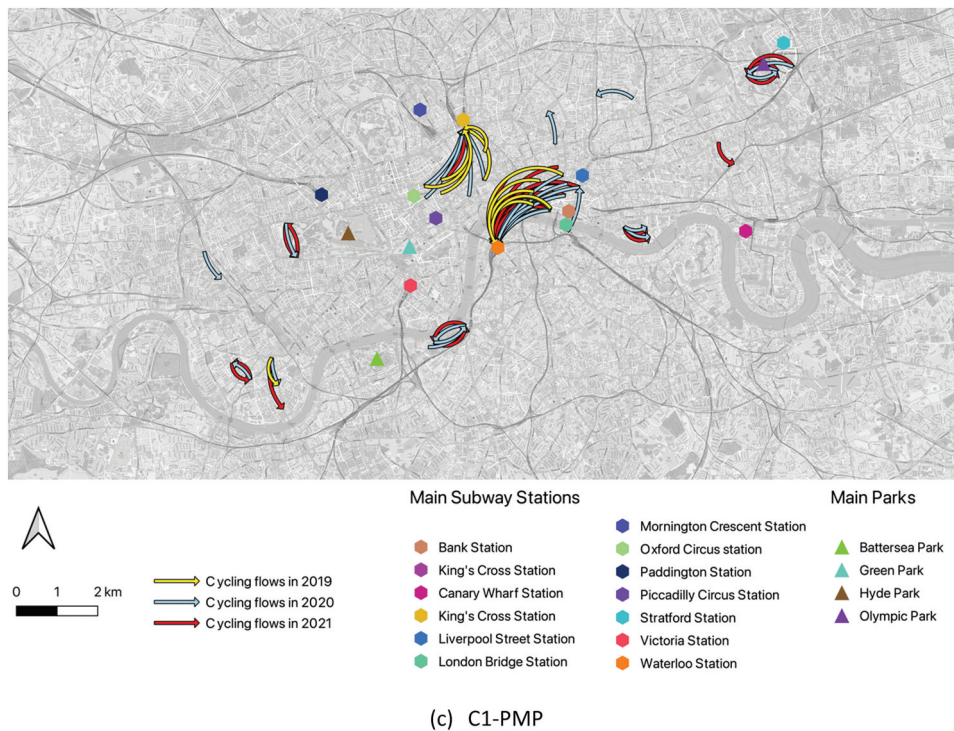 Main Subway Stations
Bank Station
King's Cross Station
Canary Wharf Station
King's Cross Station
Liverpool Street Station
London Bridge Station
Mornington Crescent Station
Oxford Circus station
Paddington Station
Piccadilly Circus Station
Stratford Station
Victoria Station
Waterloo Station
Main Parks
Battersea Park
Green Park
Hyde Park
Olympic Park
0 1 2 km
Cycling flows in 2019
Cycling flows in 2020
Cycling flows in 2021
(c) C1-PMP